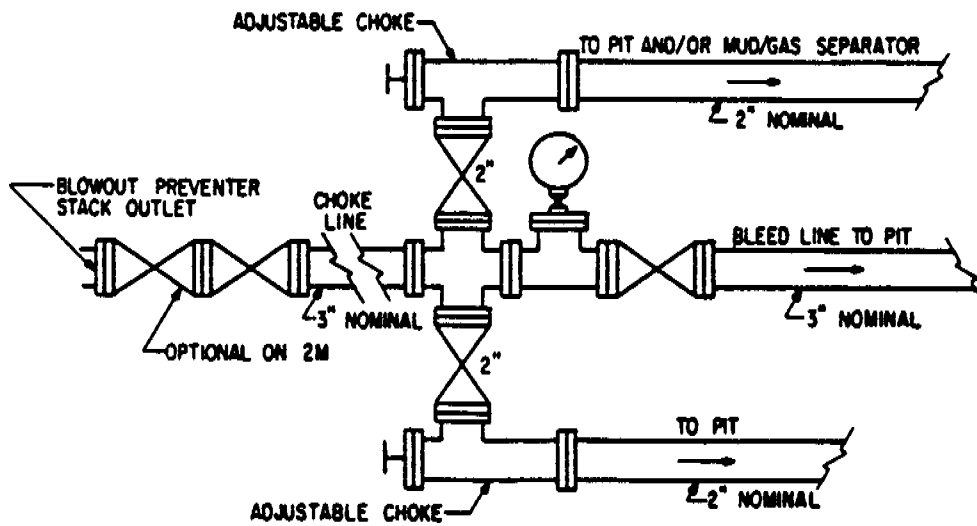 ADJUSTABLE CHOKE
TO PIT AND/OR MUD/GAS SEPARATOR
2" NOMINAL
2"
BLOWOUT PREVENTER
STACK OUTLET
CHOKE
LINE
BLEED LINE TO PIT
3" NOMINAL
3" NOMINAL
OPTIONAL ON 2M
2"
TO PIT
2" NOMINAL
ADJUSTABLE CHOKE